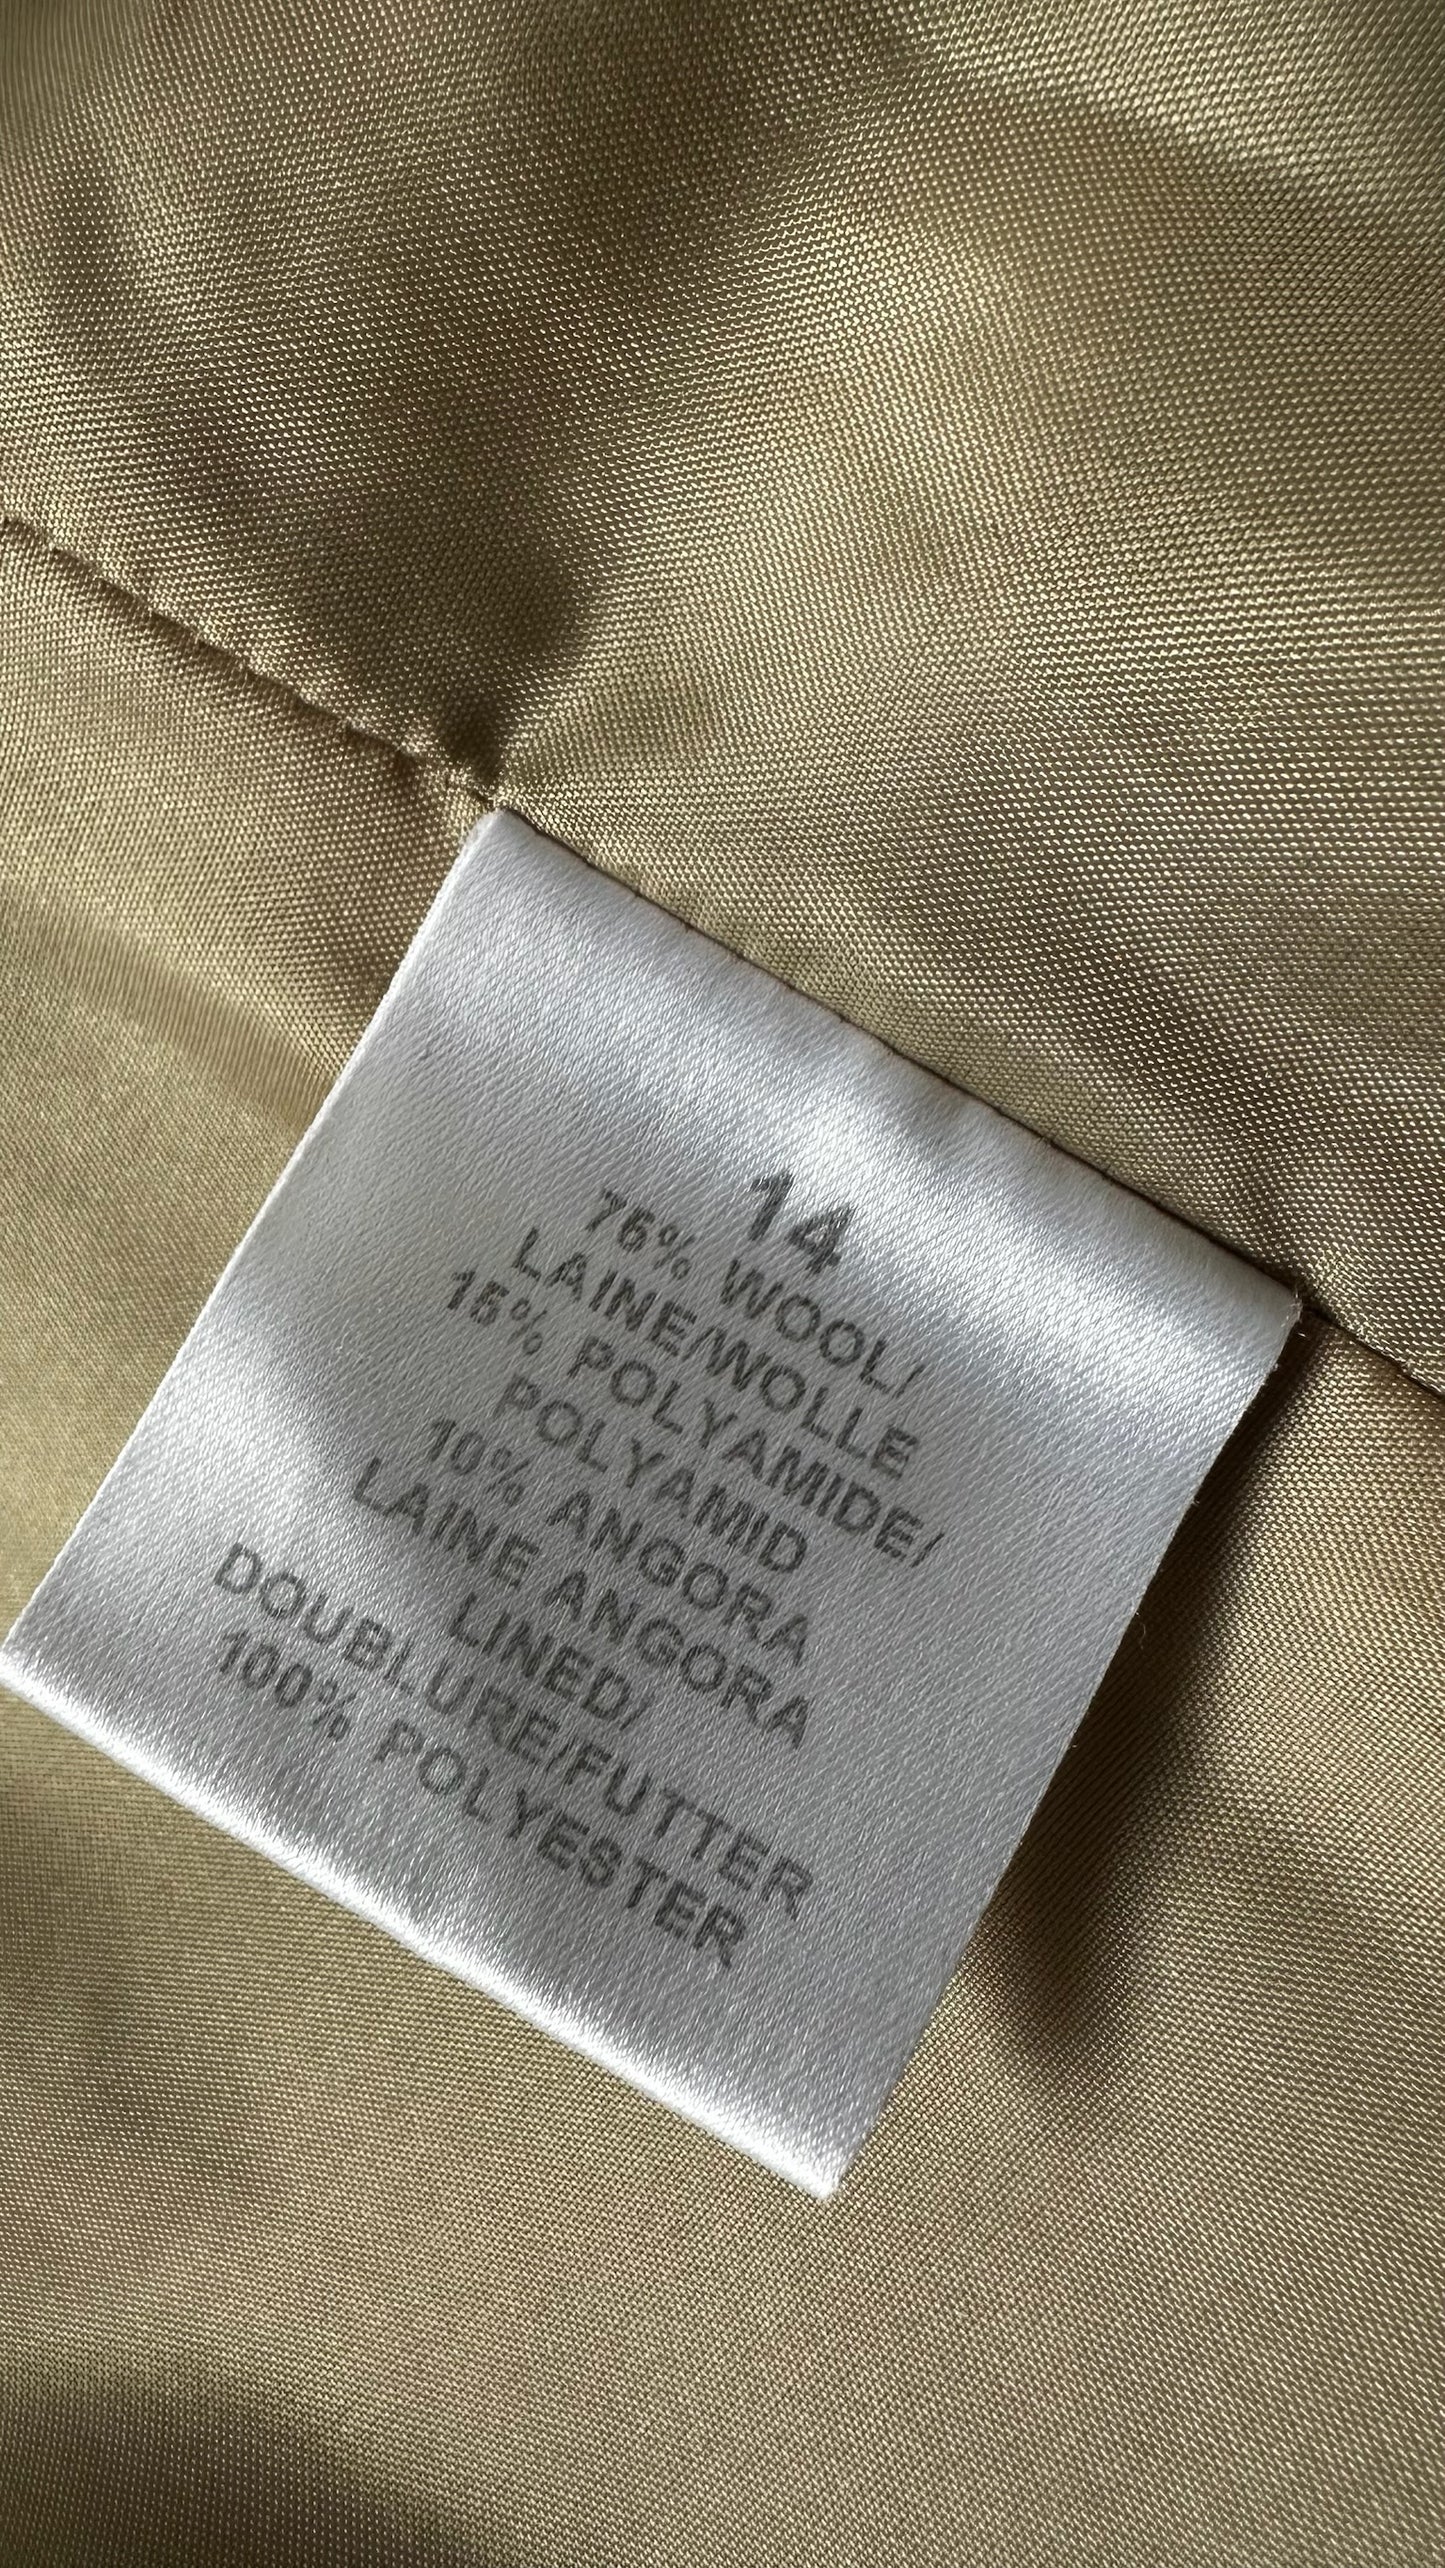 14
75% WOOL/
LAINE/WOLLE
15% POLYAMIDE/
POLYAMID
10% ANGORA
LAINE ANGORA
LINED/
DOUBLURE/FUTTER
100% POLYESTER